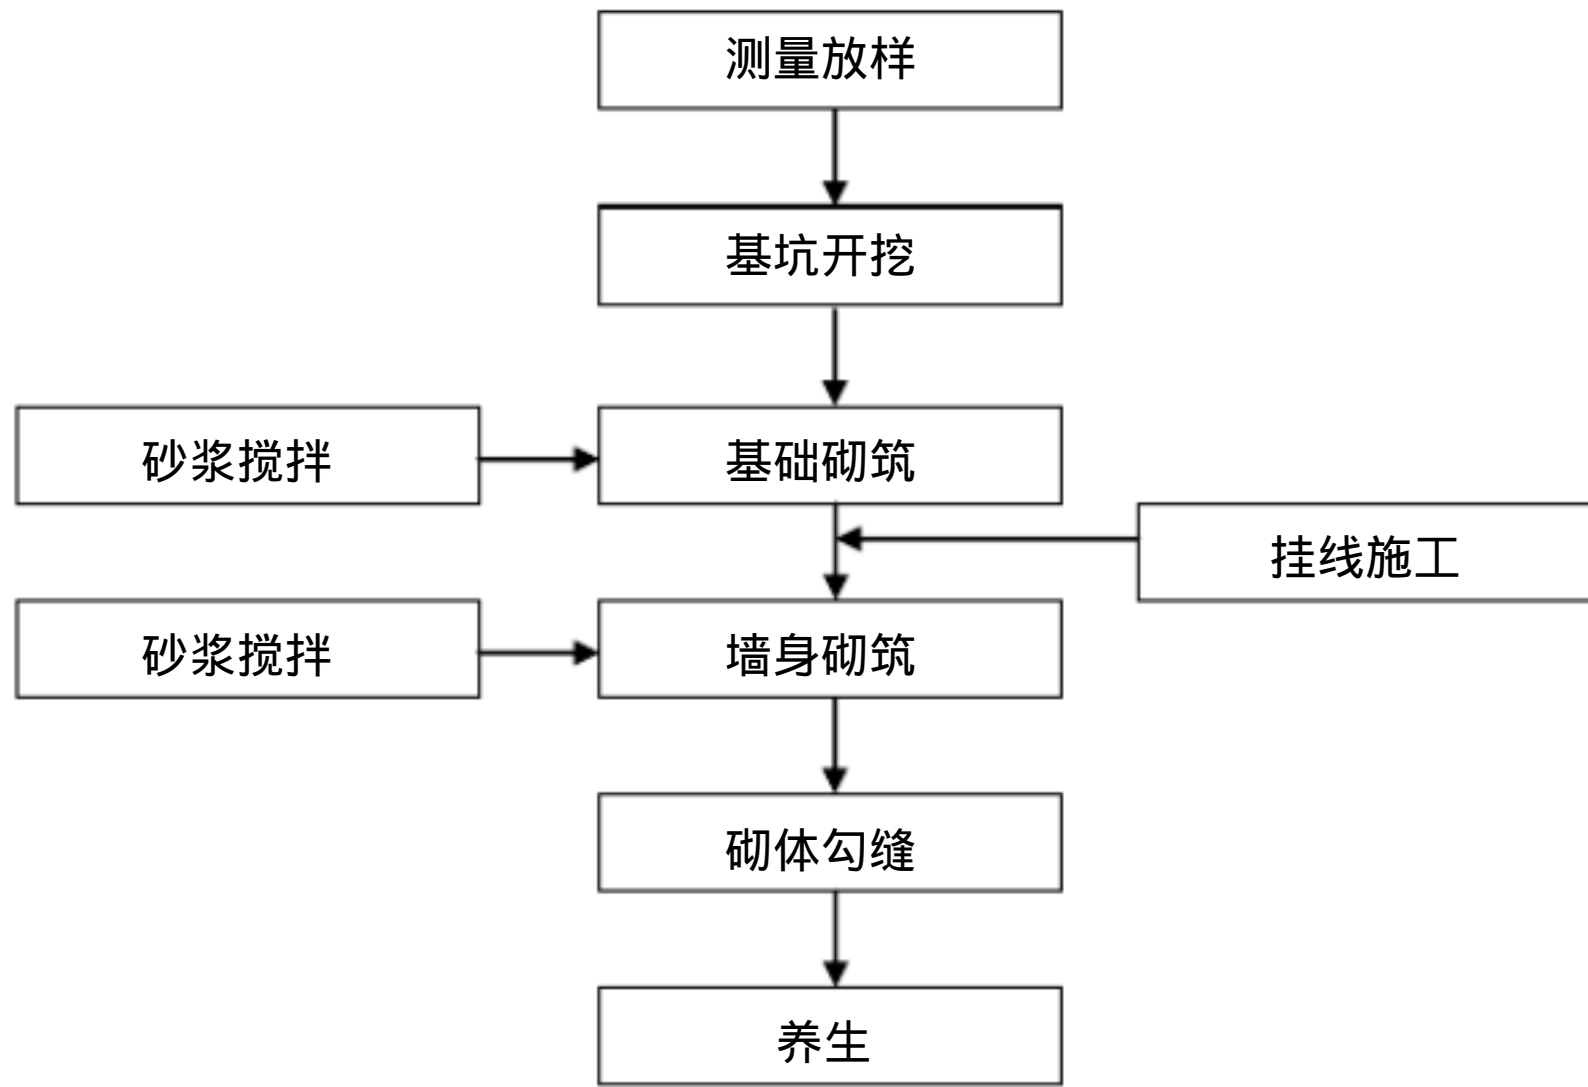 测量放样
基坑开挖
砂浆搅拌
基础砌筑
挂线施工
砂浆搅拌
墙身砌筑
砌体勾缝
养生